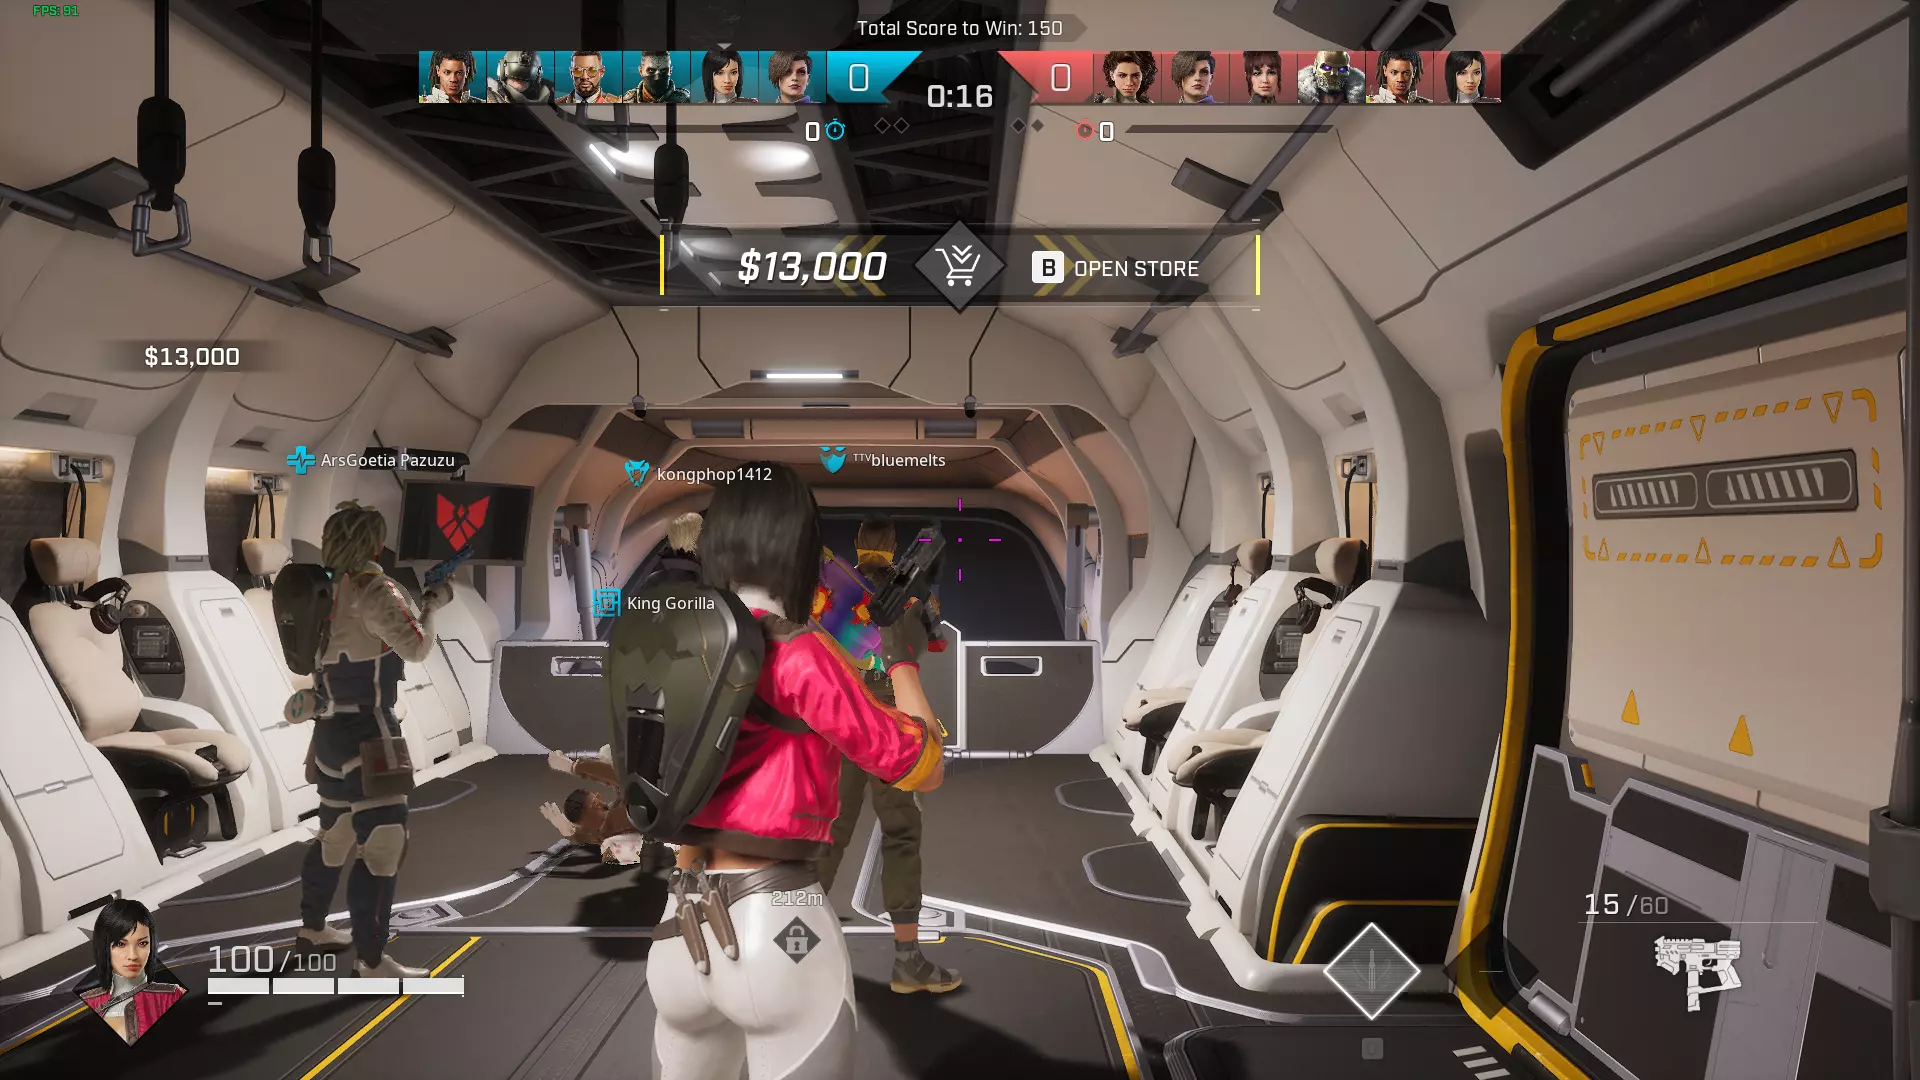 FPS: 91
Total Score to Win: 150
0
0:16
0
0
0
$13,000
B OPEN STORE
$13,000
ArsGoetia Pazuzu
kongphop1412
TTVbluemelts
King Gorilla
212m
15/60
100/100